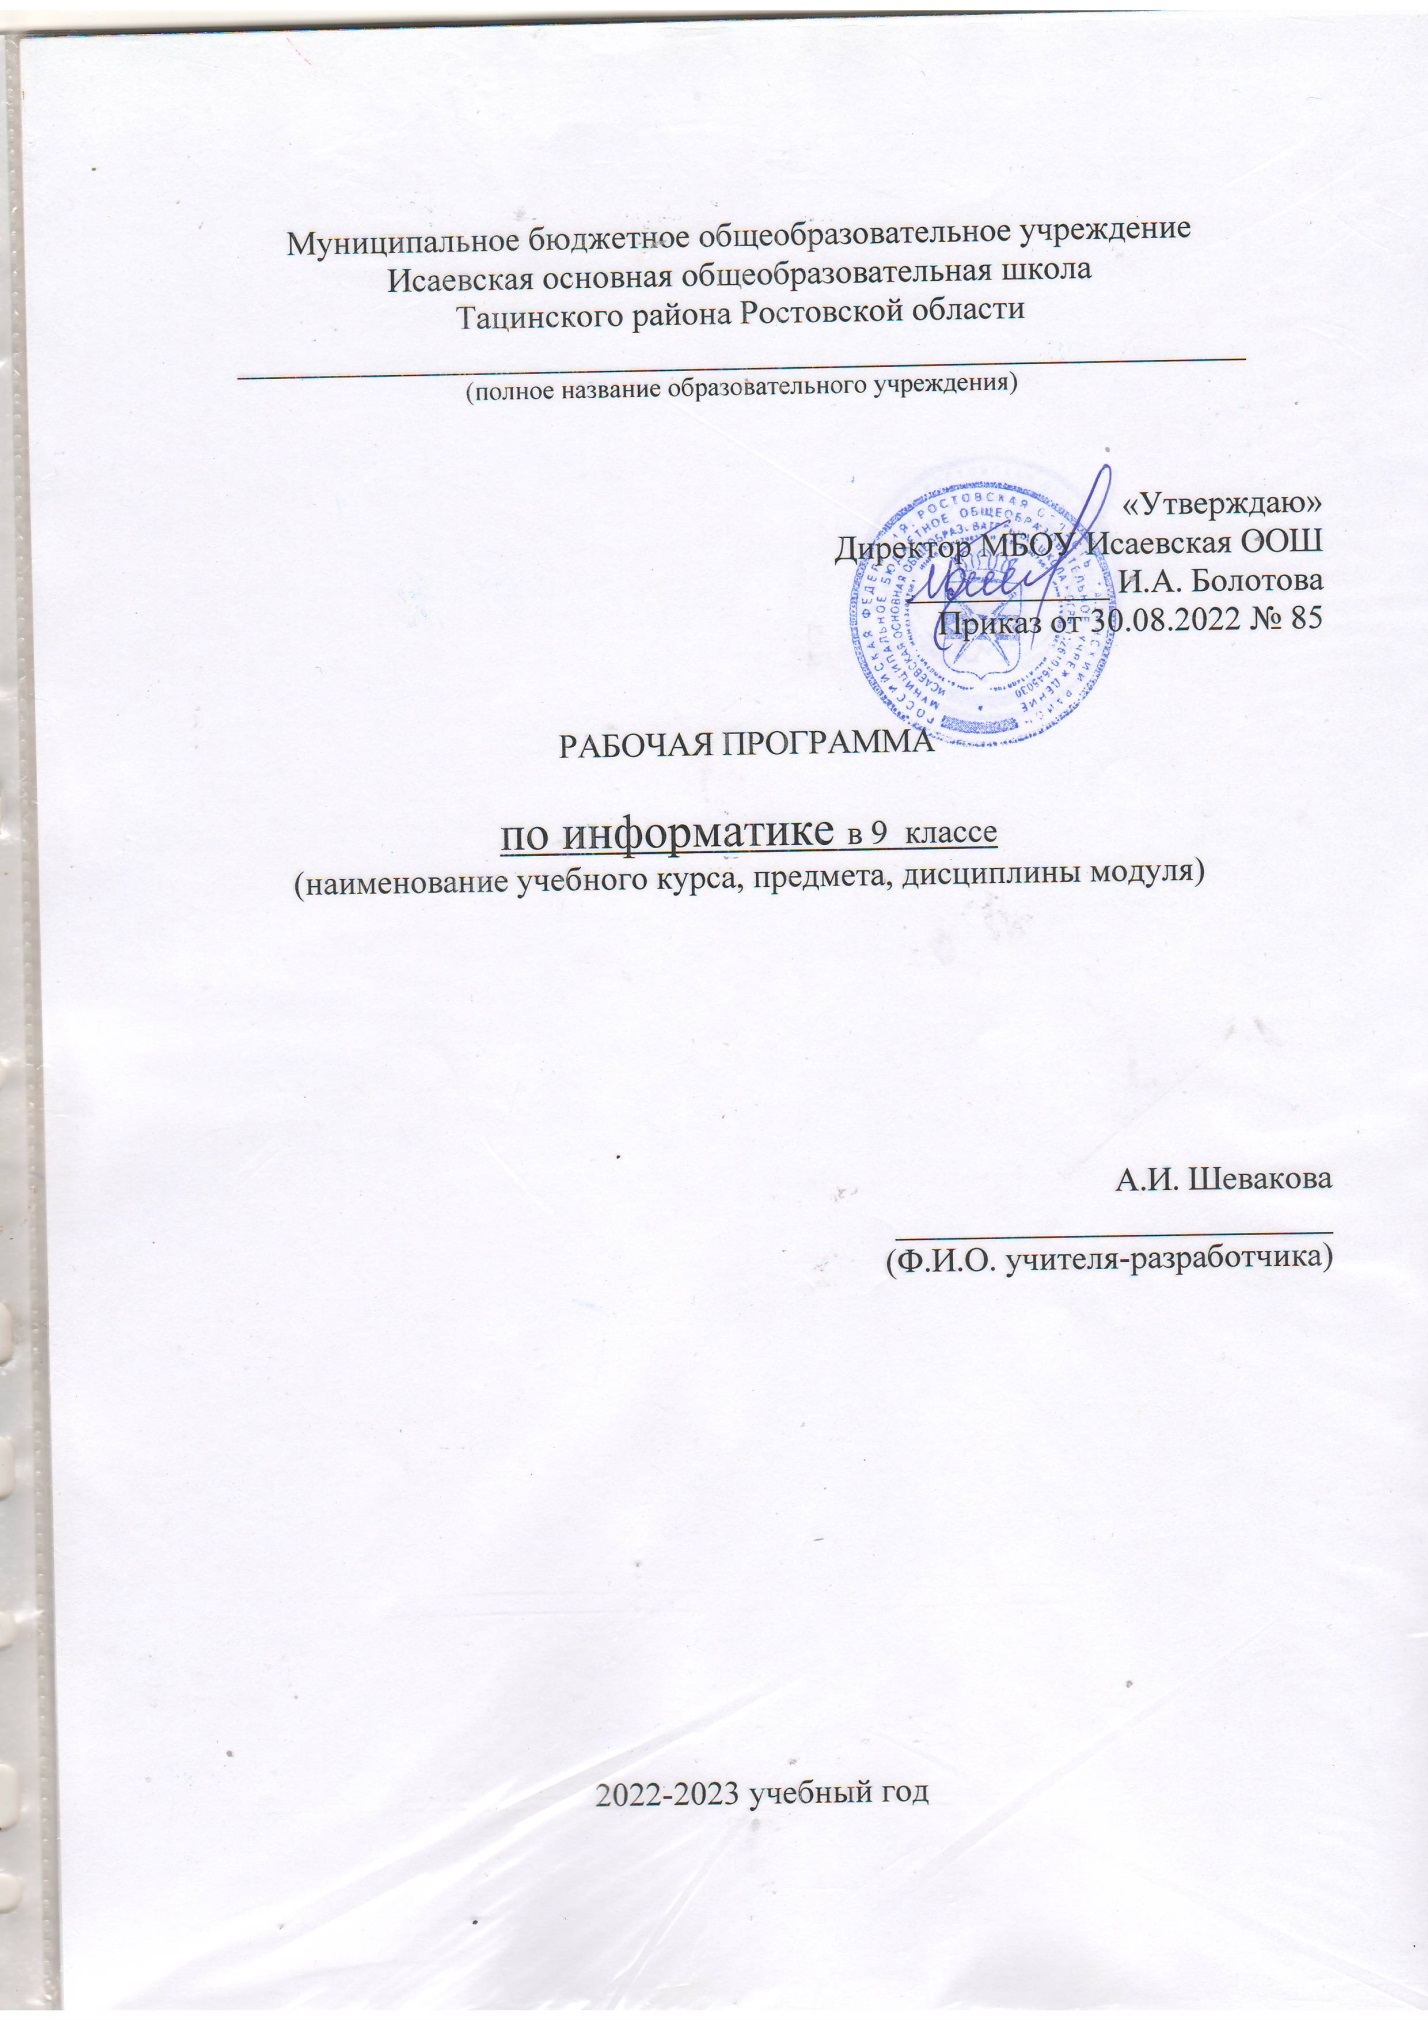 Муниципальное бюджетное общеобразовательное учреждение
Исаевская основная общеобразовательная школа
Тацинского района Ростовской области
(полное название образовательного учреждения)
«Утверждаю»
Директор МБОУ Исаевская ООШ
И.А. Болотова
Приказ от 30.08.2022 № 85
РАБОЧАЯ ПРОГРАММА
по информатике в 9 классе
(наименование учебного курса, предмета, дисциплины модуля)
А.И. Шевакова
(Ф.И.О. учителя-разработчика)
2022-2023 учебный год